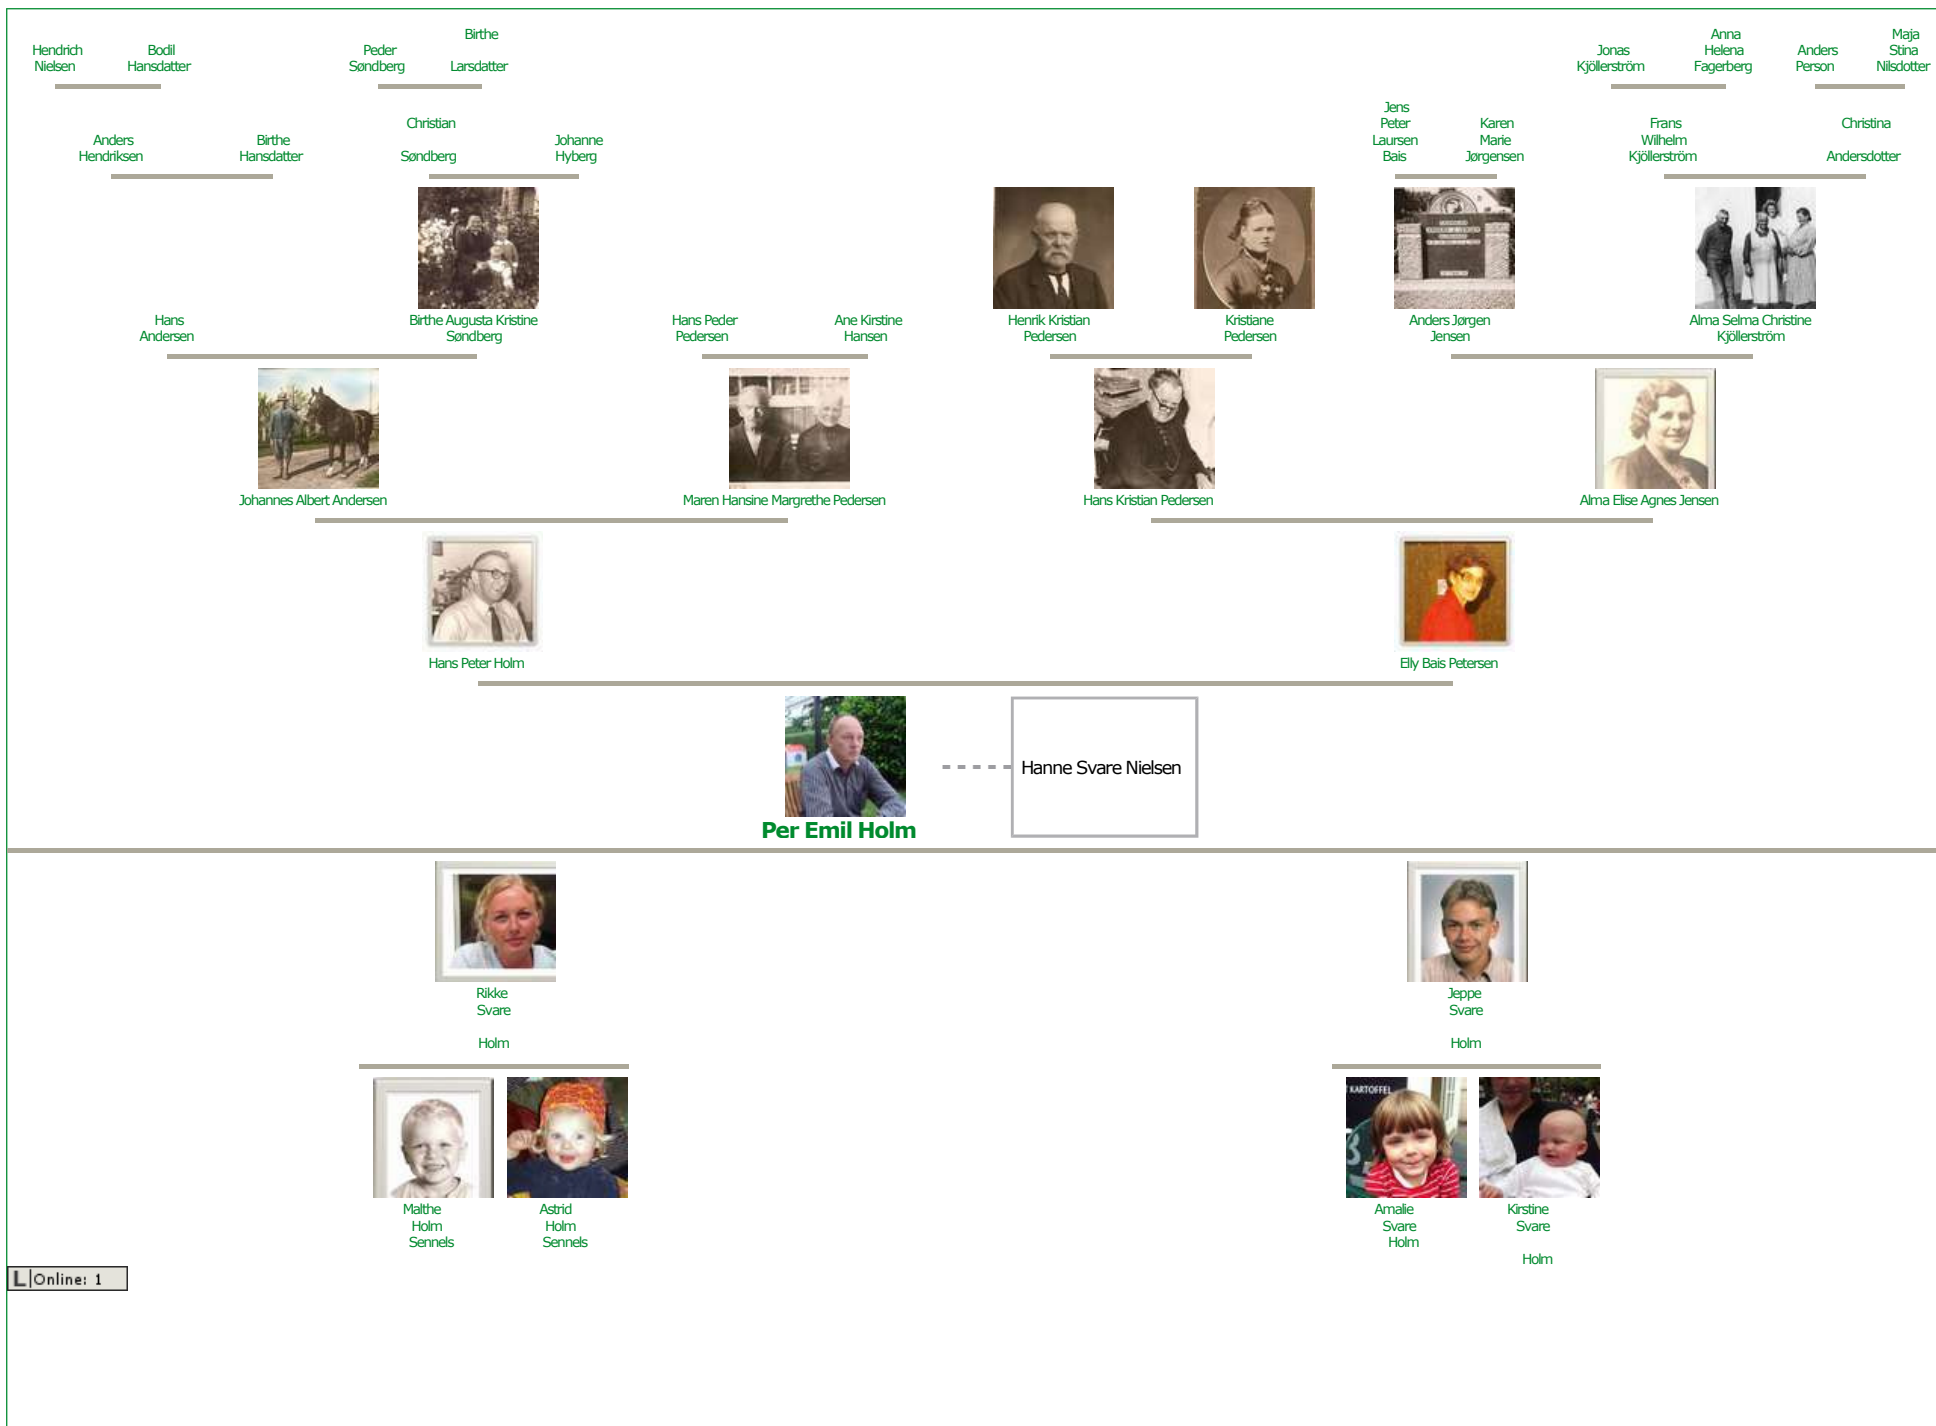 Hendrich
Nielsen
Bodil
Hansdatter
Peder
Søndberg
Birthe
Larsdatter
Jonas
Kjöllerström
Anna
Helena
Fagerberg
Anders
Person
Maja
Stina
Nilsdotter
Anders
Hendriksen
Birthe
Hansdatter
Christian
Søndberg
Johanne
Hyberg
Jens
Peter
Laursen
Bais
Karen
Marie
Jørgensen
Frans
Wilhelm
Kjöllerström
Christina
Andersdotter
Hans
Andersen
Birthe Augusta Kristine
Søndberg
Hans Peder
Pedersen
Ane Kirstine
Hansen
Henrik Kristian
Pedersen
Kristiane
Pedersen
Anders Jørgen
Jensen
Alma Selma Christine
Kjöllerström
Johannes Albert Andersen
Maren Hansine Margrethe Pedersen
Hans Kristian Pedersen
Alma Elise Agnes Jensen
Hans Peter Holm
Elly Bais Petersen
Per Emil Holm
Hanne Svare Nielsen
Rikke
Svare
Holm
Jeppe
Svare
Holm
KARTOFFEL
Malthe
Holm
Sennels
Astrid
Holm
Sennels
Amalie
Svare
Holm
Kirstine
Svare
Holm
L Online: 1